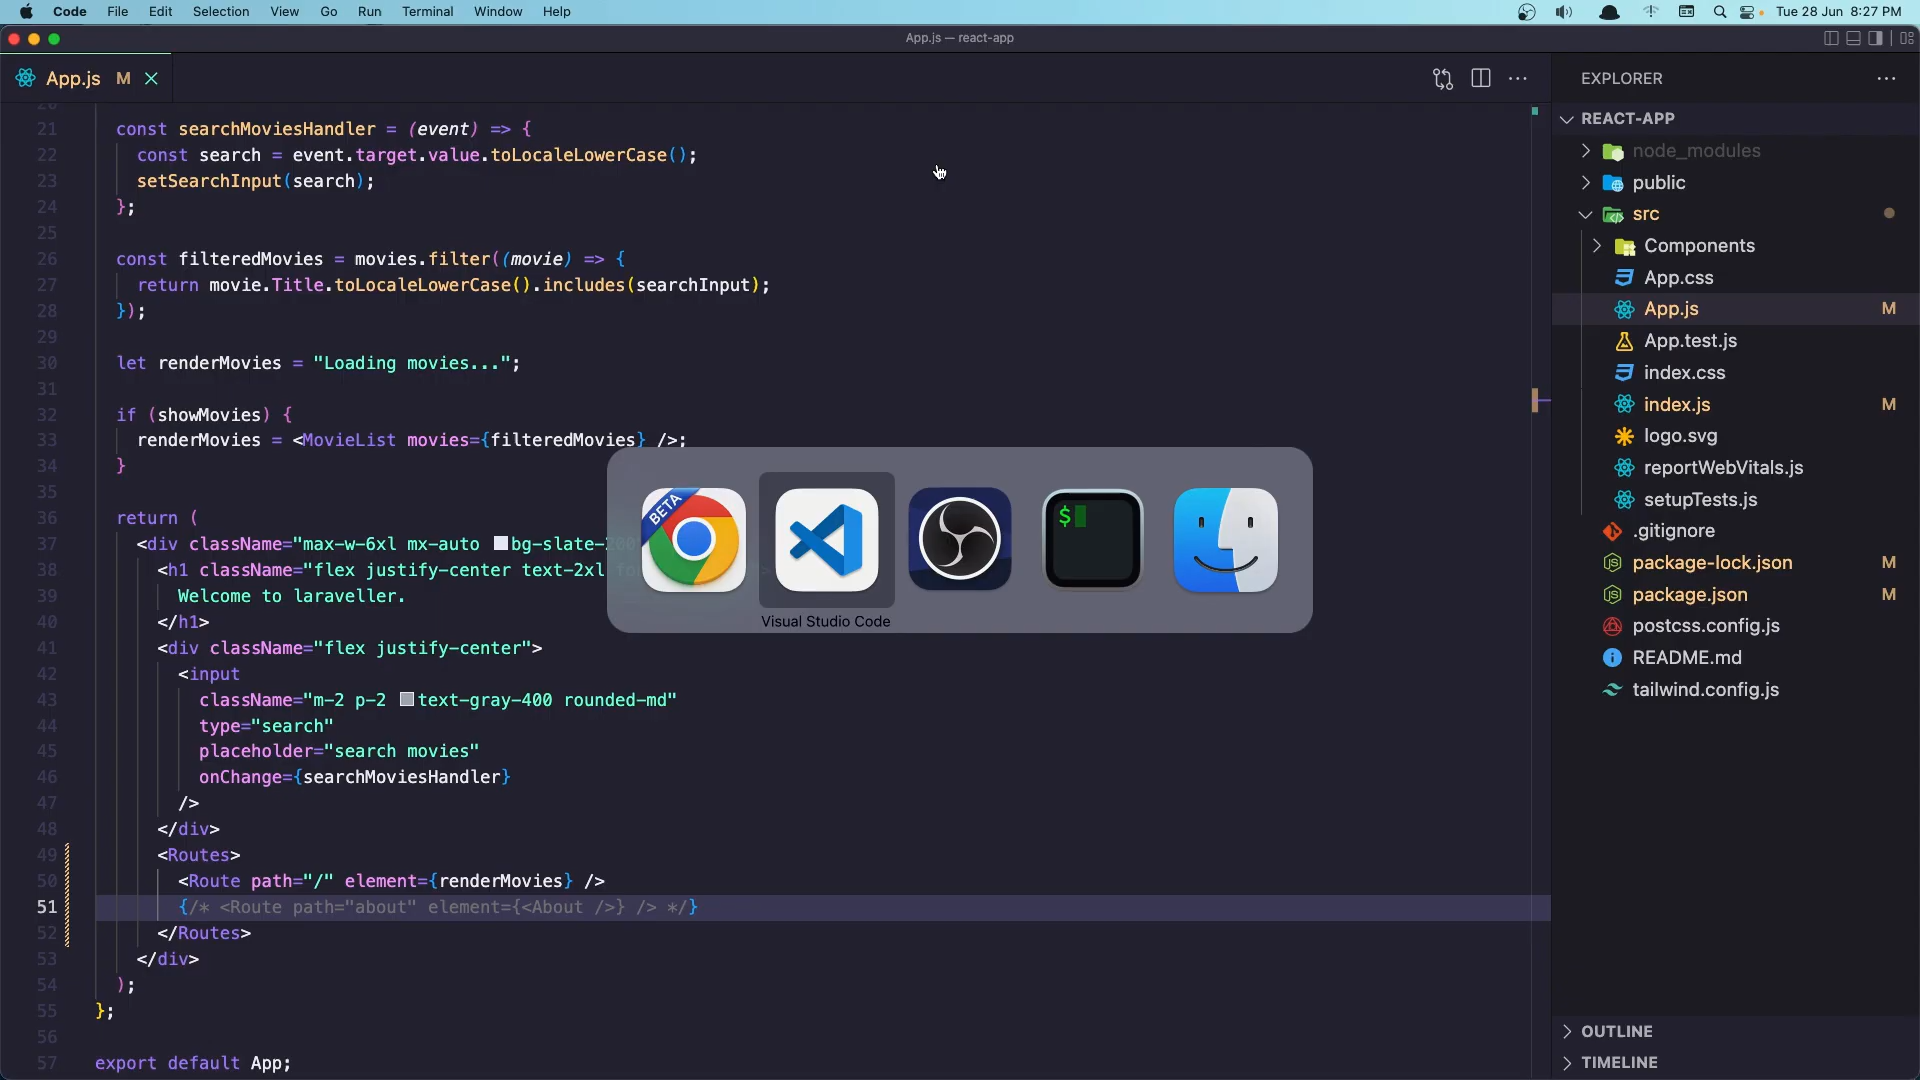 Code File Edit Selection View Go Run Terminal Window Help Tue 28 Jun 8:27 PM
App.js — react-app
App.js M
EXPLORER
REACT-APP
node_modules
public
src
Components
App.css
App.js M
App.test.js
index.css
index.js M
logo.svg
reportWebVitals.js
setupTests.js
.gitignore
package-lock.json M
package.json M
postcss.config.js
README.md
tailwind.config.js
OUTLINE
TIMELINE
21 const searchMoviesHandler = (event) => {
22 const search = event.target.value.toLocaleLowerCase();
23 setSearchInput(search);
24 };
25
26 const filteredMovies = movies.filter((movie) => {
27 return movie.Title.toLocaleLowerCase().includes(searchInput);
28 });
29
30 let renderMovies = "Loading movies...";
31
32 if (showMovies) {
33 renderMovies = <MovieList movies={filteredMovies} />;
34 }
35
36 return (
37 <div className="max-w-6xl mx-auto bg-slate-
38 <h1 className="flex justify-center text-2xl
39 Welcome to laraveller.
40 </h1>
41 <div className="flex justify-center">
42 <input
43 className="m-2 p-2 text-gray-400 rounded-md"
44 type="search"
45 placeholder="search movies"
46 onChange={searchMoviesHandler}
47 />
48 </div>
49 <Routes>
50 <Route path="/" element={renderMovies} />
51 {/* <Route path="about" element={<About />} /> */}
52 </Routes>
53 </div>
54 );
55 };
56
57 export default App;
BETA
$
Visual Studio Code